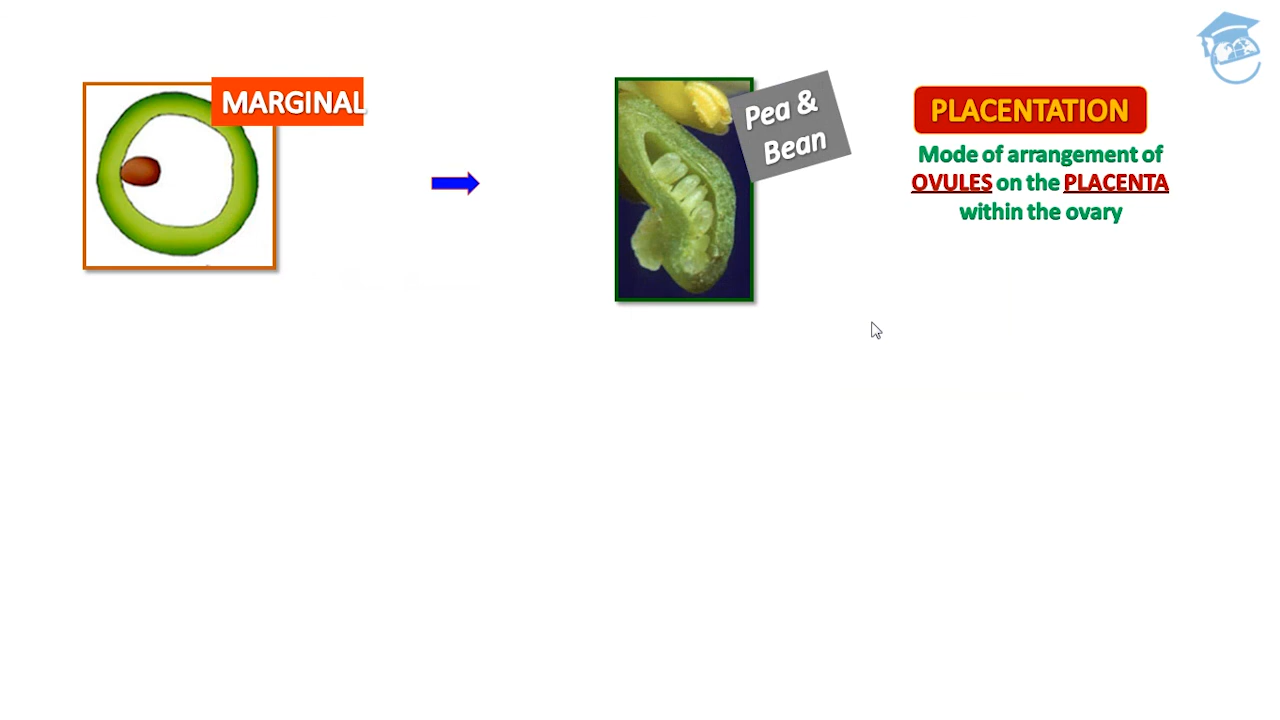 MARGINAL
Pea &
Bean
PLACENTATION
Mode of arrangement of
OVULES on the PLACENTA
within the ovary